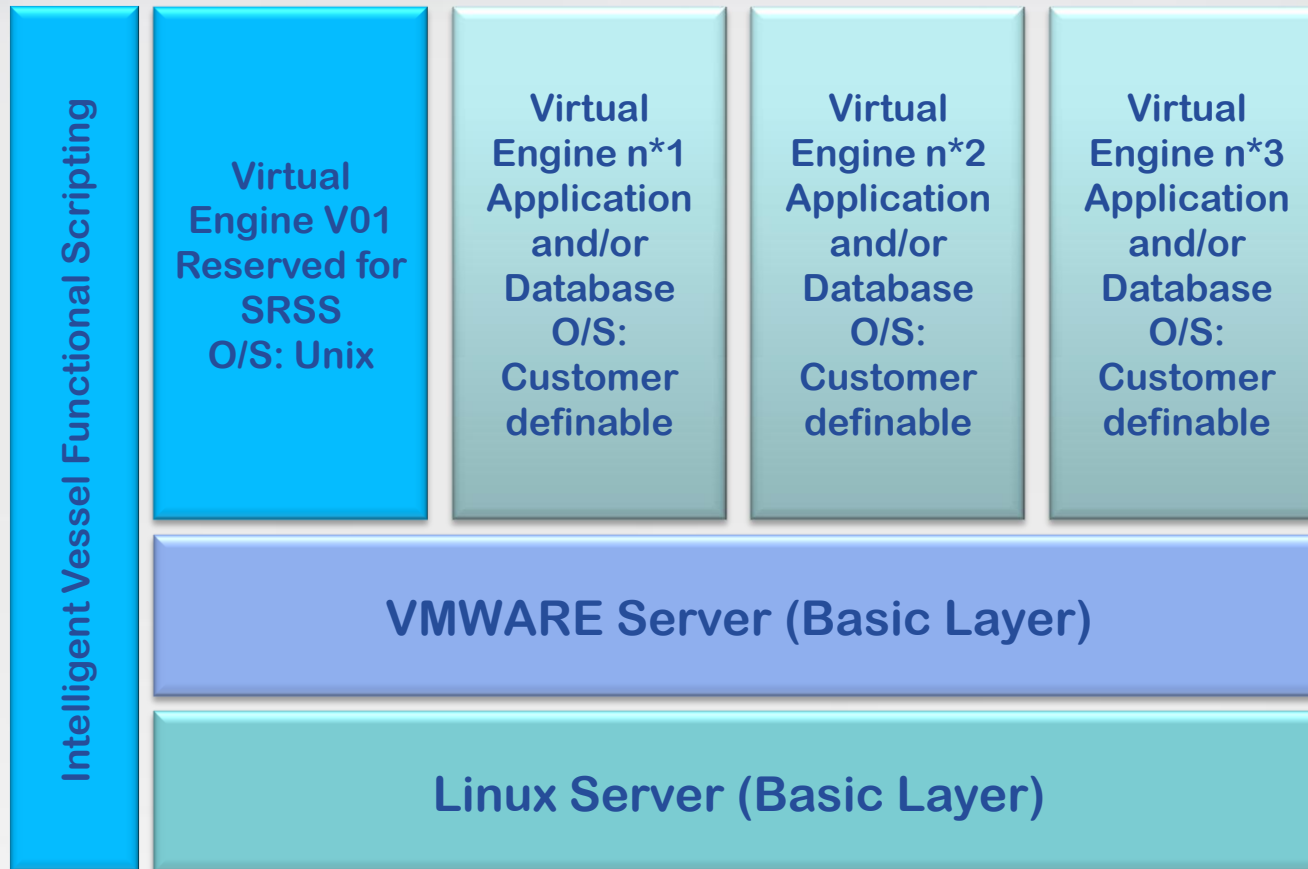 Intelligent Vessel Functional Scripting
Virtual
Engine V01
Reserved for
SRSS
O/S: Unix
Virtual
Engine n*1
Application
and/or
Database
O/S:
Customer
definable
Virtual
Engine n*2
Application
and/or
Database
O/S:
Customer
definable
Virtual
Engine n*3
Application
and/or
Database
O/S:
Customer
definable
VMWARE Server (Basic Layer)
Linux Server (Basic Layer)